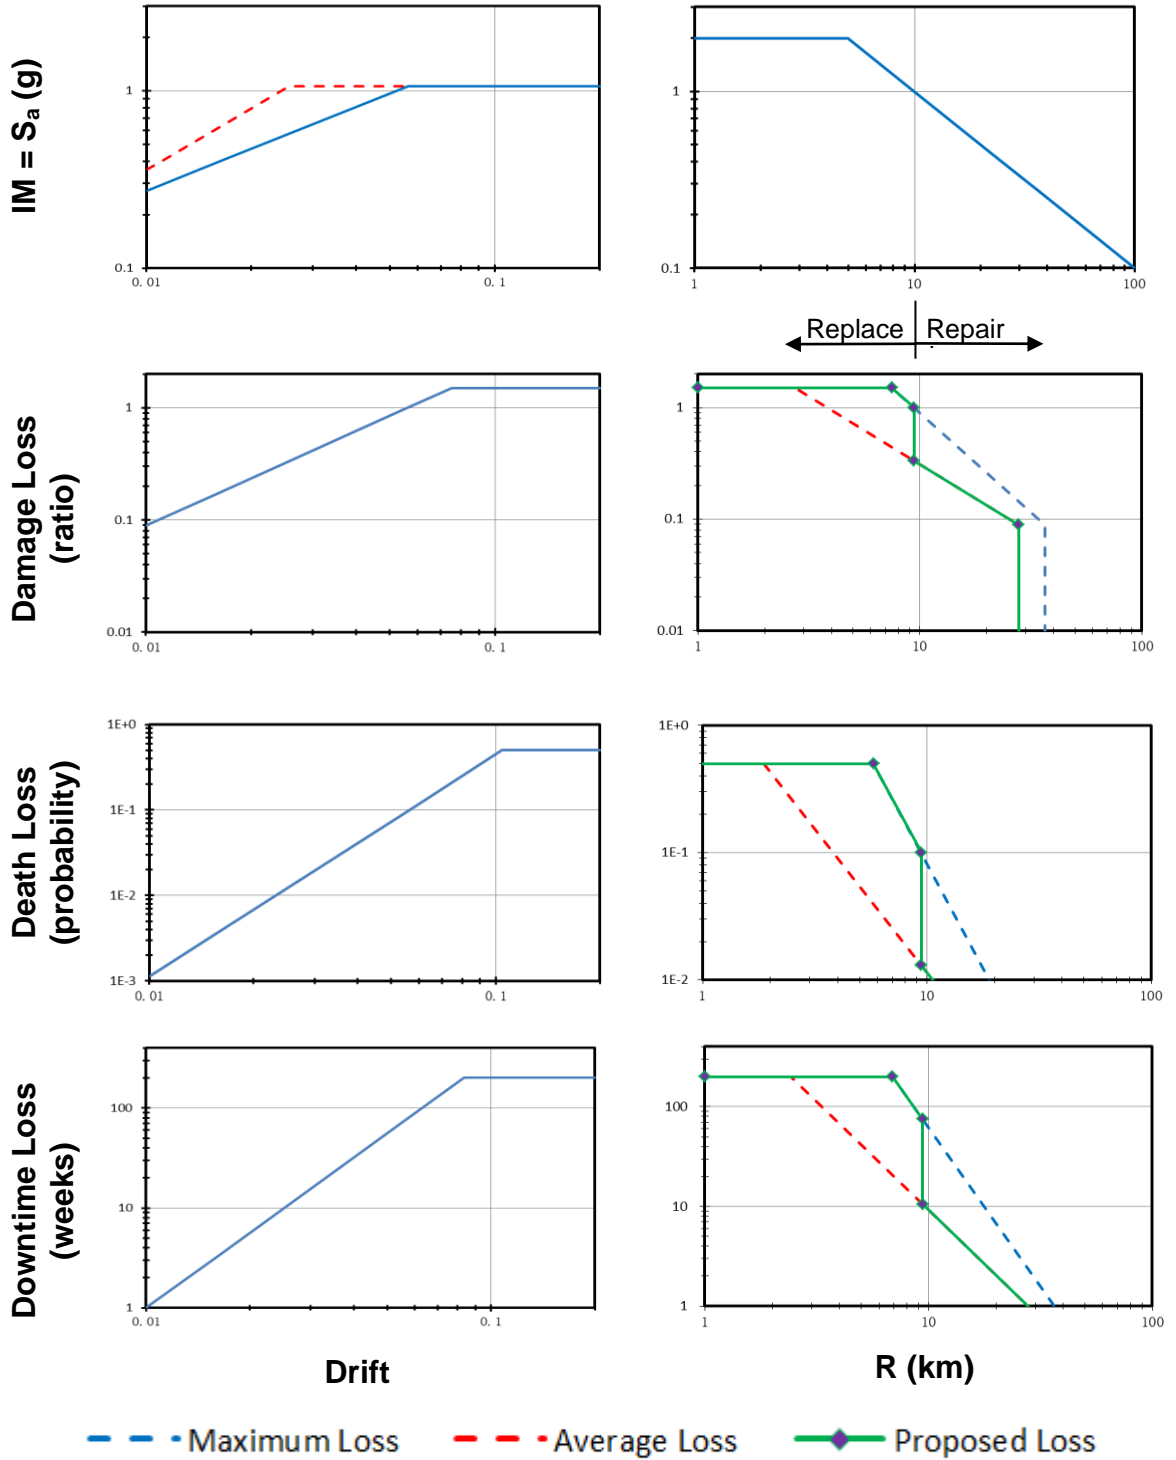 IM = Sa (g)
1
0.1
0. 01
0. 1
1
0.1
1
10
100
Replace
Repair
Damage Loss
(ratio)
1
0.1
0.01
0. 01
0. 1
1
0.1
0.01
1
10
100
Death Loss
(probability)
1E+0
1E-1
1E-2
1E-3
0. 01
0. 1
1E+0
1E-1
1E-2
1
10
100
Downtime Loss
(weeks)
100
10
1
0. 01
0. 1
100
10
1
1
10
100
Drift
R (km)
Maximum Loss
Average Loss
Proposed Loss